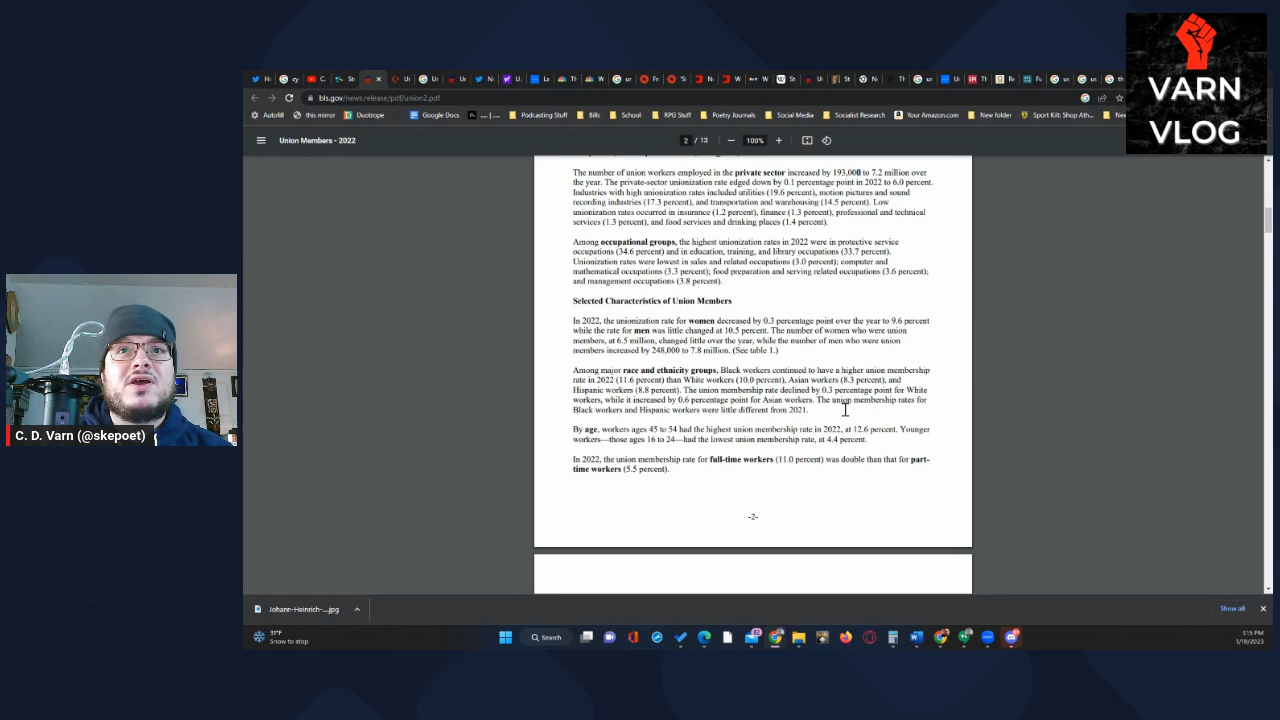 VARN
VLOG
bls.gov/news.release/pdf/union2.pdf
Autofill
this mirror
Duotrope
Google Docs
Podcasting Stuff
Bills
School
RPG Stuff
Poetry Journals
Social Media
Socialist Research
Your Amazon.com
New folder
Sport Kilt: Shop Ath...
Union Members - 2022
2 / 13
100%
The number of union workers employed in the private sector increased by 193,000 to 7.2 million over
the year. The private-sector unionization rate edged down by 0.1 percentage point in 2022 to 6.0 percent.
Industries with high unionization rates included utilities (19.6 percent), motion pictures and sound
recording industries (17.3 percent), and transportation and warehousing (14.5 percent). Low
unionization rates occurred in insurance (1.2 percent), finance (1.3 percent), professional and technical
services (1.3 percent), and food services and drinking places (1.4 percent).
Among occupational groups, the highest unionization rates in 2022 were in protective service
occupations (34.6 percent) and in education, training, and library occupations (33.7 percent).
Unionization rates were lowest in sales and related occupations (3.0 percent); computer and
mathematical occupations (3.3 percent); food preparation and serving related occupations (3.6 percent);
and management occupations (3.8 percent).
Selected Characteristics of Union Members
In 2022, the unionization rate for women decreased by 0.3 percentage point over the year to 9.6 percent
while the rate for men was little changed at 10.5 percent. The number of women who were union
members, at 6.5 million, changed little over the year, while the number of men who were union
members increased by 248,000 to 7.8 million. (See table 1.)
Among major race and ethnicity groups, Black workers continued to have a higher union membership
rate in 2022 (11.6 percent) than White workers (10.0 percent), Asian workers (8.3 percent), and
Hispanic workers (8.8 percent). The union membership rate declined by 0.3 percentage point for White
workers, while it increased by 0.6 percentage point for Asian workers. The union membership rates for
Black workers and Hispanic workers were little different from 2021.
By age, workers ages 45 to 54 had the highest union membership rate in 2022, at 12.6 percent. Younger
workers—those ages 16 to 24—had the lowest union membership rate, at 4.4 percent.
In 2022, the union membership rate for full-time workers (11.0 percent) was double than that for part-
time workers (5.5 percent).
-2-
C. D. Varn (@skepoet)
Johann-Heinrich-....jpg
Show all
31°F
Snow to stop
Search
1:15 PM
1/19/2023